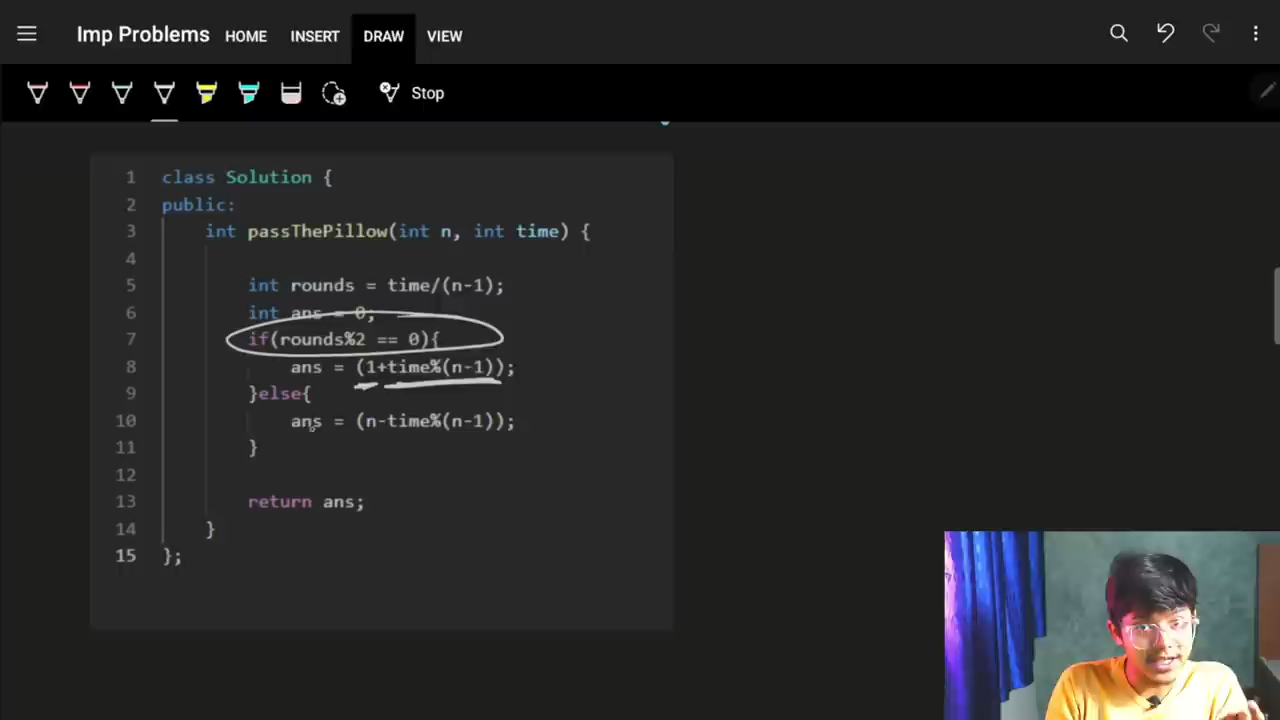 Imp Problems HOME INSERT DRAW VIEW
Stop
1 class Solution {
2 public:
3 int passThePillow(int n, int time) {
4
5 int rounds = time/(n-1);
6 int ans = 0;
7 if(rounds%2 == 0){
8 ans = (1+time%(n-1));
9 }else{
10 ans = (n-time%(n-1));
11 }
12
13 return ans;
14 }
15 };